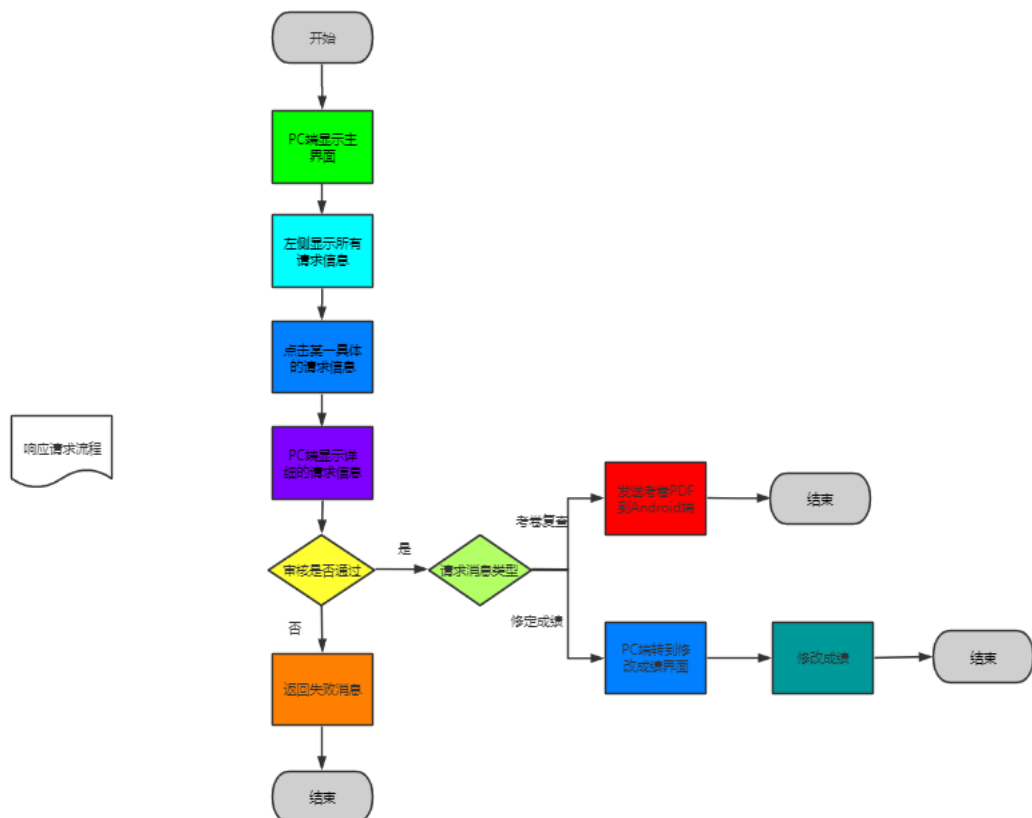 开始
PC端显示主
界面
左侧显示所有
请求信息
点击某一具体
的请求信息
响应请求流程
PC端显示详
细的请求信息
审核是否通过
是
请求消息类型
考卷复查
发送考卷PDF
到Android端
结束
修定成绩
PC端转到修
改成绩界面
修改成绩
结束
否
返回失败消息
结束